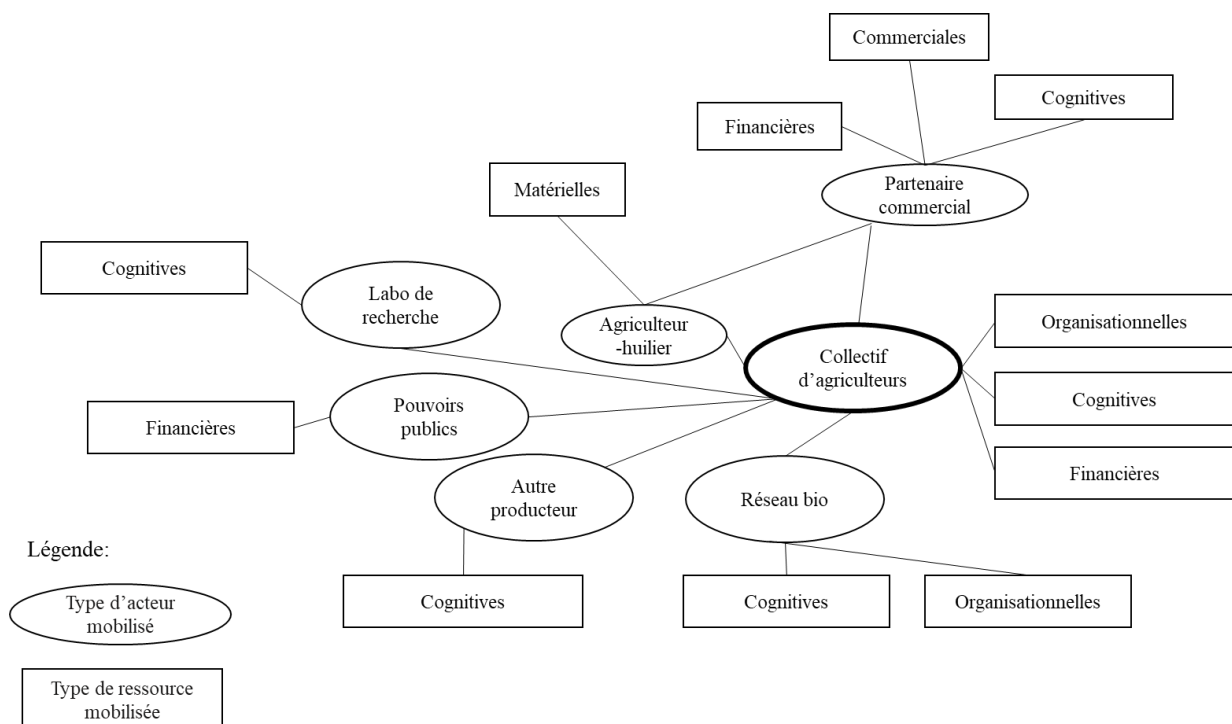 Commerciales
Cognitives
Financières
Partenaire
commercial
Matérielles
Cognitives
Labo de
recherche
Agriculteur
-huilier
Organisationnelles
Collectif
d’agriculteurs
Cognitives
Pouvoirs
publics
Financières
Financières
Autre
producteur
Réseau bio
Légende:
Cognitives
Cognitives
Organisationnelles
Type d’acteur
mobilisé
Type de ressource
mobilisée